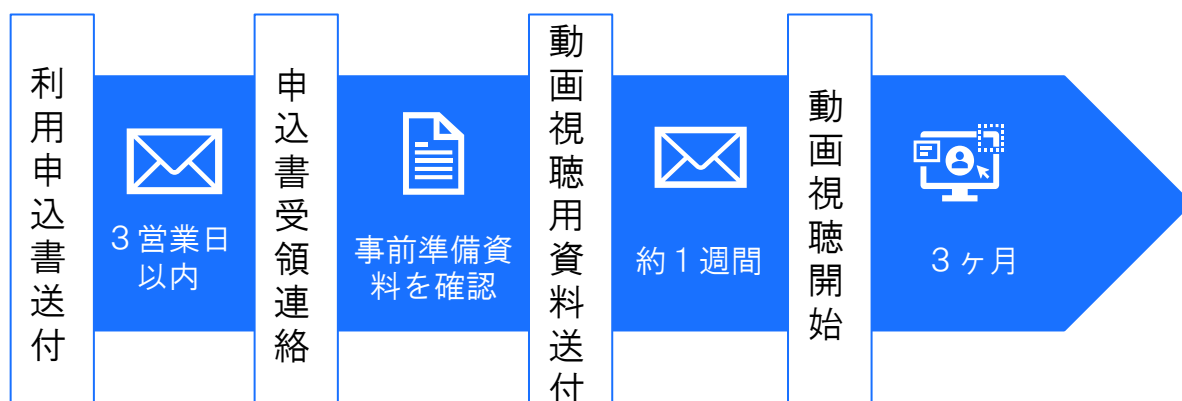 利用申込書送付
３営業日
以内
申込書受領連絡
事前準備資
料を確認
動画視聴用資料送付
約１週間
動画視聴開始
３ヶ月